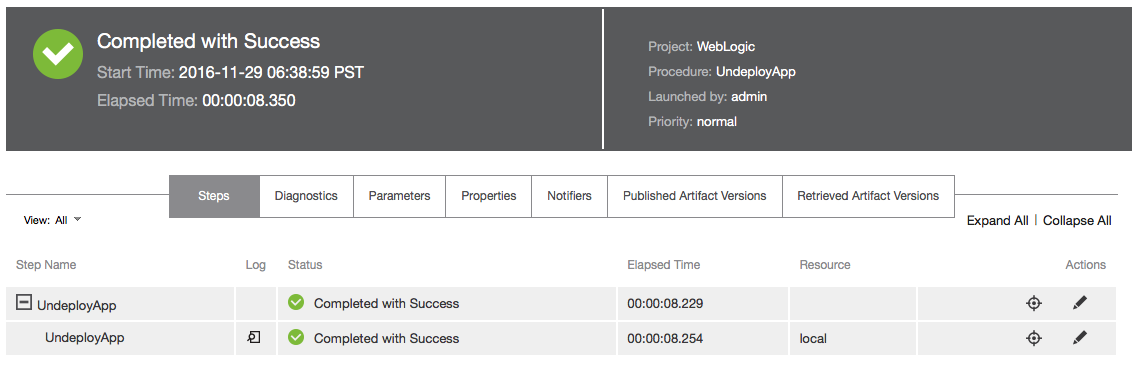 Completed with Success
Start Time: 2016-11-29 06:38:59 PST
Elapsed Time: 00:00:08.350
Project: WebLogic
Procedure: UndeployApp
Launched by: admin
Priority: normal
Steps Diagnostics Parameters Properties Notifiers Published Artifact Versions Retrieved Artifact Versions
View: All
Expand All | Collapse All
Step Name Log Status Elapsed Time Resource Actions
UndeployApp Completed with Success 00:00:08.229
UndeployApp Completed with Success 00:00:08.254 local